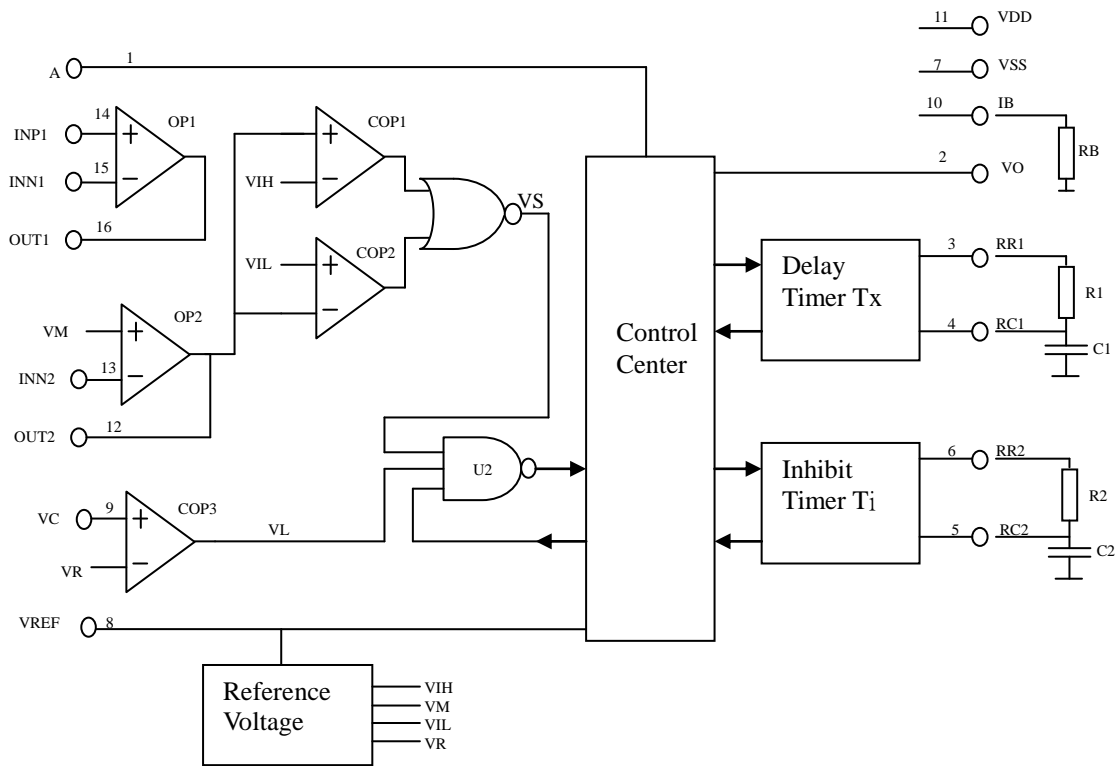 11
VDD
7
VSS
10
IB
RB
2
VO
A
1
14
INP1
OP1
+
15
INN1
−
OUT1
16
COP1
+
VIH
−
VS
COP2
VIL
+
−
OP2
VM
+
INN2
13
−
OUT2
12
Control
Center
Delay
Timer Tx
3
RR1
R1
4
RC1
C1
U2
Inhibit
Timer Ti
6
RR2
R2
5
RC2
C2
VC
9
+
COP3
VR
−
VL
VREF
8
Reference
Voltage
VIH
VM
VIL
VR